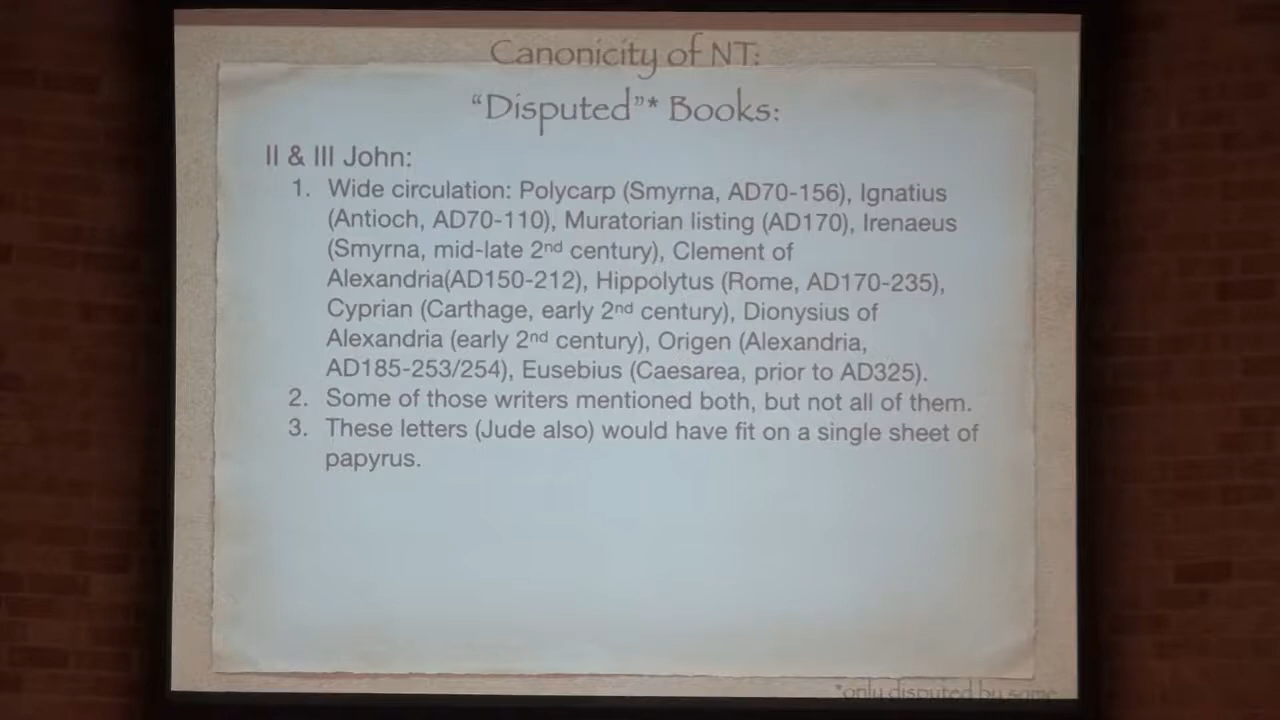 Canonicity of NT:
“Disputed”* Books:
II & III John:
1. Wide circulation: Polycarp (Smyrna, AD70-156), Ignatius
(Antioch, AD70-110), Muratorian listing (AD170), Irenaeus
(Smyrna, mid-late 2nd century), Clement of
Alexandria(AD150-212), Hippolytus (Rome, AD170-235),
Cyprian (Carthage, early 2nd century), Dionysius of
Alexandria (early 2nd century), Origen (Alexandria,
AD185-253/254), Eusebius (Caesarea, prior to AD325).
2. Some of those writers mentioned both, but not all of them.
3. These letters (Jude also) would have fit on a single sheet of
papyrus.
*only disputed by some